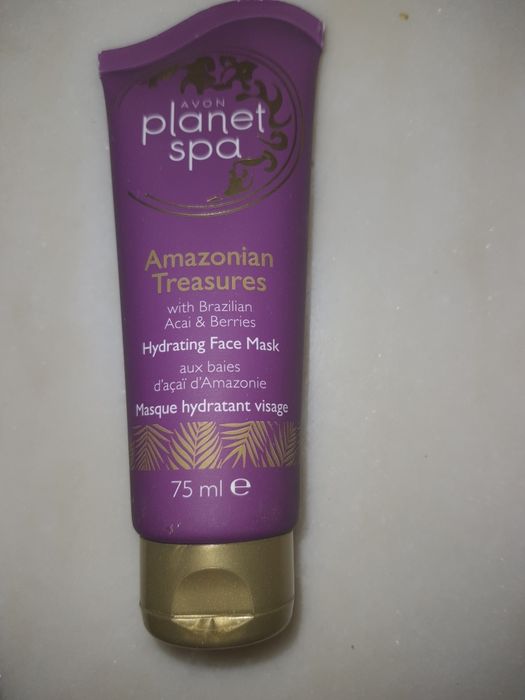 AVON
planet
spa
Amazonian
Treasures
with Brazilian
Acai & Berries
Hydrating Face Mask
aux baies
d'açaï d'Amazonie
Masque hydratant visage
75 ml ℮